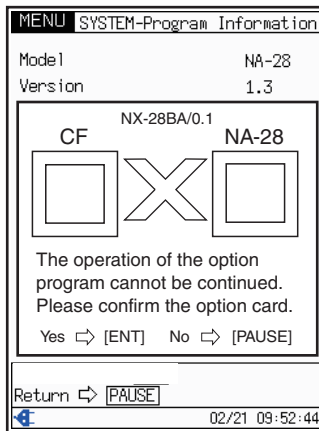 MENU SYSTEM-Program Information
Model NA-28
Version 1.3
NX-28BA/0.1
CF NA-28
The operation of the option
program cannot be continued.
Please confirm the option card.
Yes ⇨ [ENT] No ⇨ [PAUSE]
Return ⇨ PAUSE
02/21 09:52:44